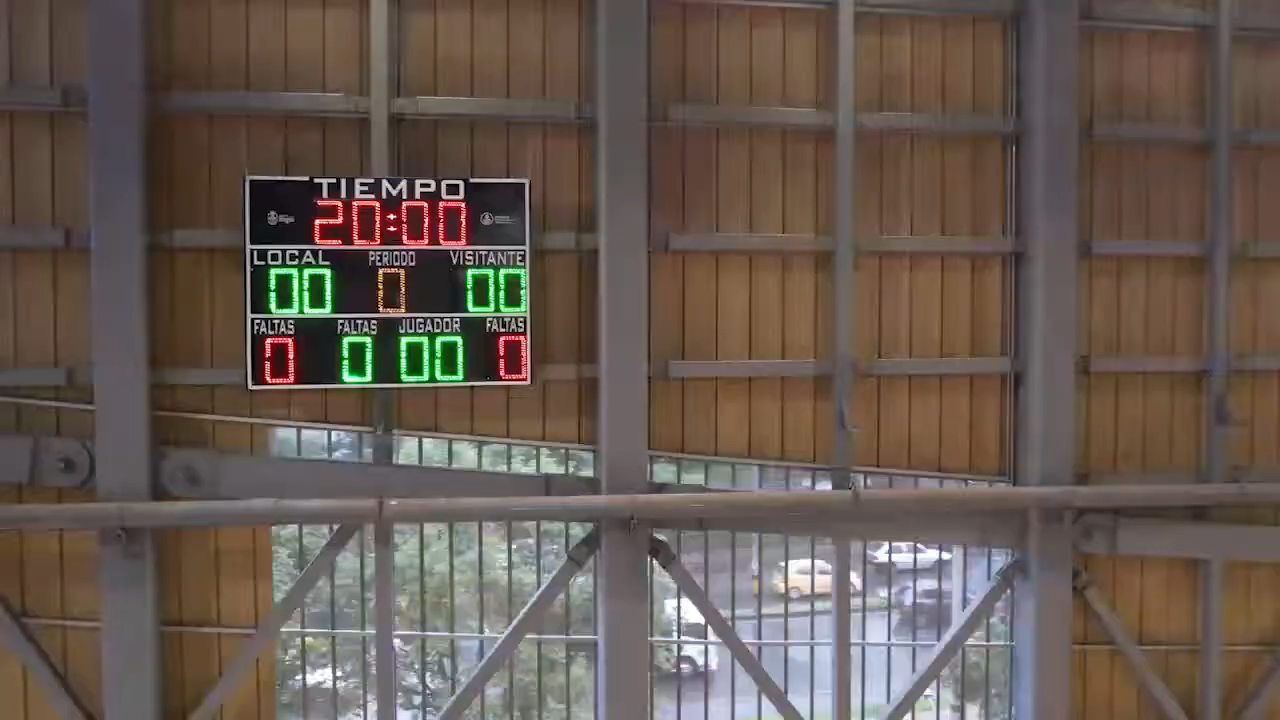 TIEMPO
20:00
LOCAL PERIODO VISITANTE
00 0 00
FALTAS FALTAS JUGADOR FALTAS
0 0 00 0